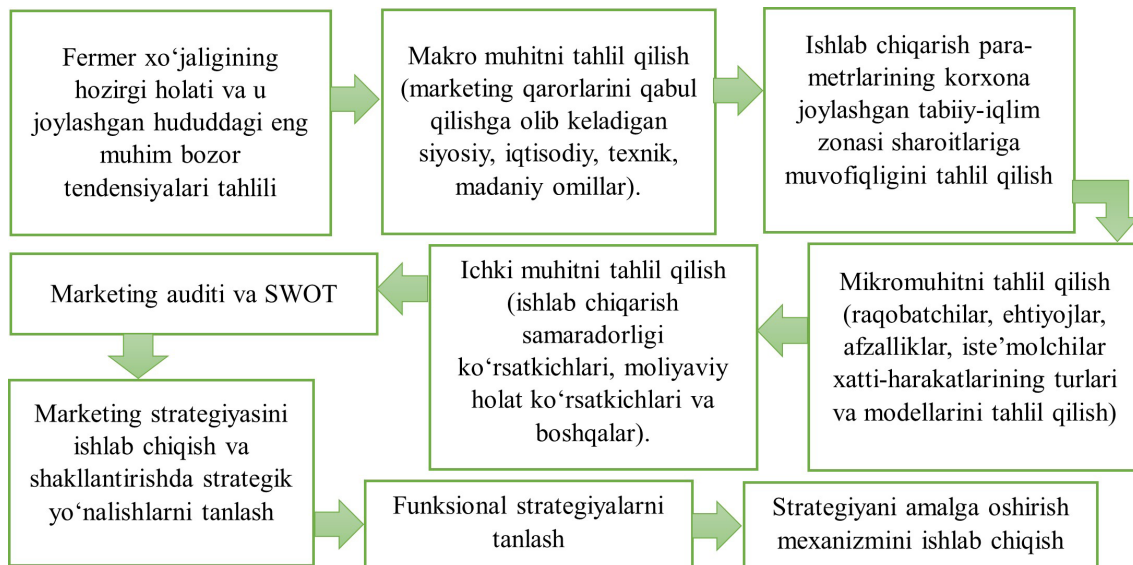 Fermer xo‘jaligining
hozirgi holati va u
joylashgan hududdagi eng
muhim bozor
tendensiyalari tahlili
Makro muhitni tahlil qilish
(marketing qarorlarini qabul
qilishga olib keladigan
siyosiy, iqtisodiy, texnik,
madaniy omillar).
Ishlab chiqarish para-
metrlarining korxona
joylashgan tabiiy-iqlim
zonasi sharoitlariga
muvofiqligini tahlil qilish
Mikromuhitni tahlil qilish
(raqobatchilar, ehtiyojlar,
afzalliklar, iste’molchilar
xatti-harakatlarining turlari
va modellarini tahlil qilish)
Ichki muhitni tahlil qilish
(ishlab chiqarish
samaradorligi
ko‘rsatkichlari, moliyaviy
holat ko‘rsatkichlari va
boshqalar).
Marketing auditi va SWOT
Marketing strategiyasini
ishlab chiqish va
shakllantirishda strategik
yo‘nalishlarni tanlash
Funksional strategiyalarni
tanlash
Strategiyani amalga oshirish
mexanizmini ishlab chiqish